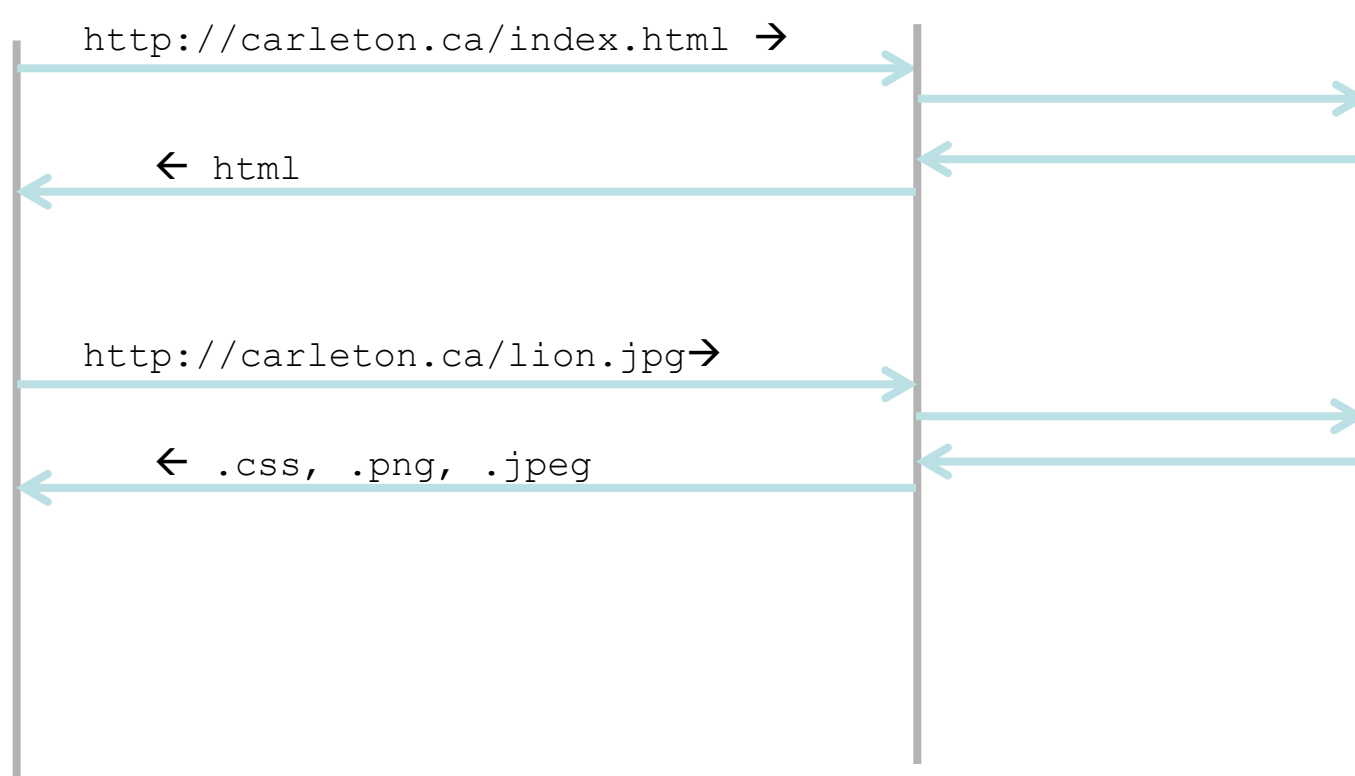 http://carleton.ca/index.html →
← html
http://carleton.ca/lion.jpg→
← .css, .png, .jpeg